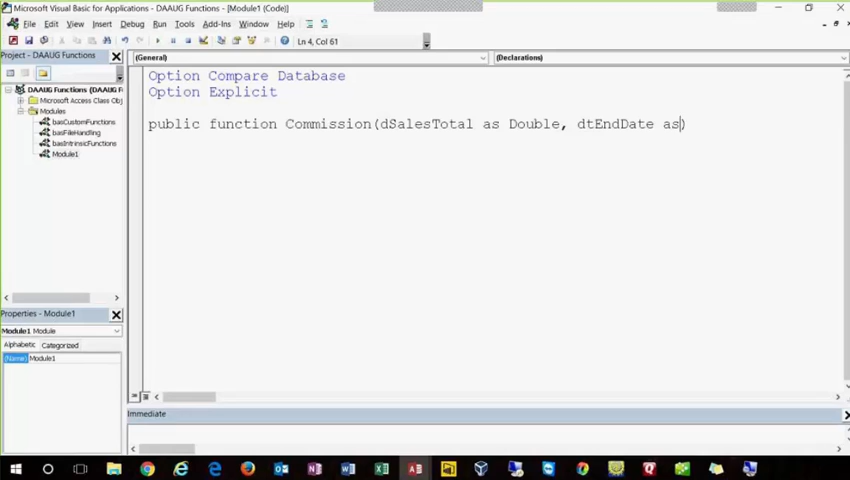 Microsoft Visual Basic for Applications - DAAUG Functions - [Module1 (Code)]
File Edit View Insert Debug Run Tools Add-Ins Window Help
Ln 4, Col 61
Project - DAAUG Functions
(General)
(Declarations)
DAAUG Functions (DAAUG F
Microsoft Access Class Obj
Modules
basCustomFunctions
basFileHandling
basIntrinsicFunctions
Module1
Option Compare Database
Option Explicit
public function Commission(dSalesTotal as Double, dtEndDate as)
Properties - Module1
Module1 Module
Alphabetic Categorized
(Name) Module1
Immediate